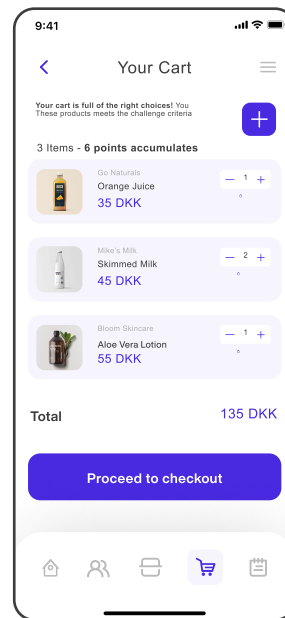 9:41
Your Cart
Your cart is full of the right choices! You
These products meets the challenge criteria
3 Items - 6 points accumulates
Go Naturals
Orange Juice
35 DKK
1
Mike's Milk
Skimmed Milk
45 DKK
2
Bloom Skincare
Aloe Vera Lotion
55 DKK
1
Total
135 DKK
Proceed to checkout